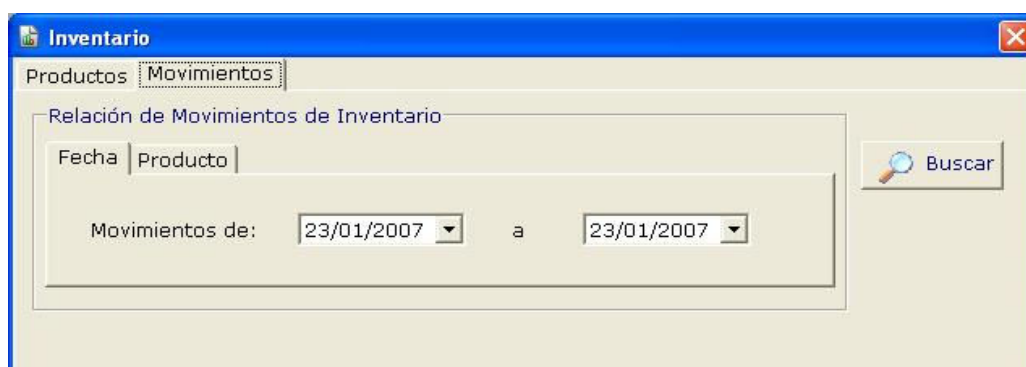 Inventario
Productos Movimientos
Relación de Movimientos de Inventario
Fecha Producto
Buscar
Movimientos de: 23/01/2007 a 23/01/2007